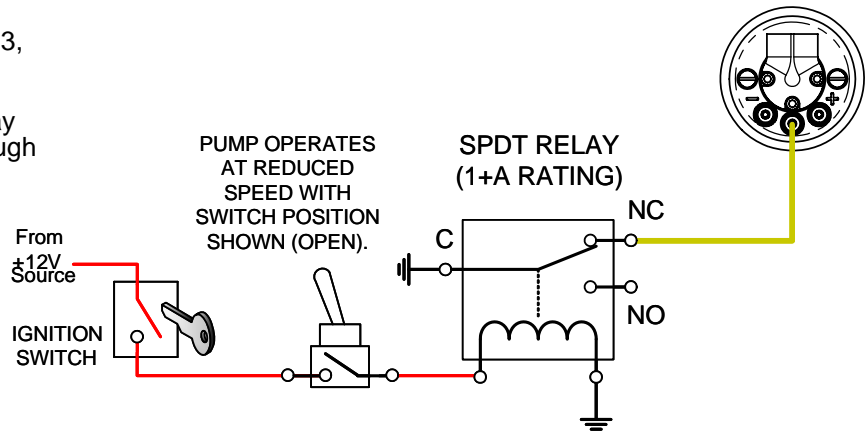 3,
ay
ugh
PUMP OPERATES
AT REDUCED
SPEED WITH
SWITCH POSITION
SHOWN (OPEN).
SPDT RELAY
(1+A RATING)
NC
C
NO
From
+12V
Source
IGNITION
SWITCH
− +